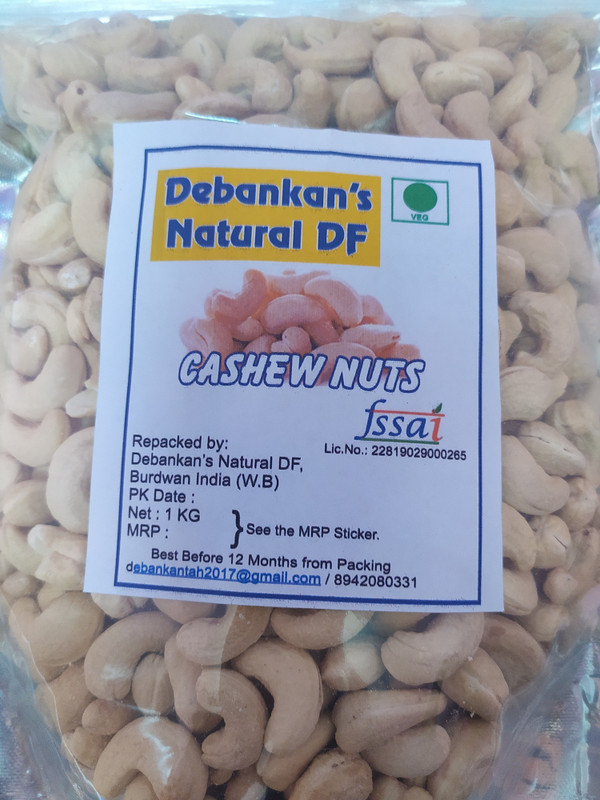 Debankan's
Natural DF
VEG
CASHEW NUTS
fssai
Lic.No.: 22819029000265
Repacked by:
Debankan's Natural DF,
Burdwan India (W.B)
PK Date :
Net : 1 KG
MRP :
See the MRP Sticker.
Best Before 12 Months from Packing
debankantah2017@gmail.com / 8942080331